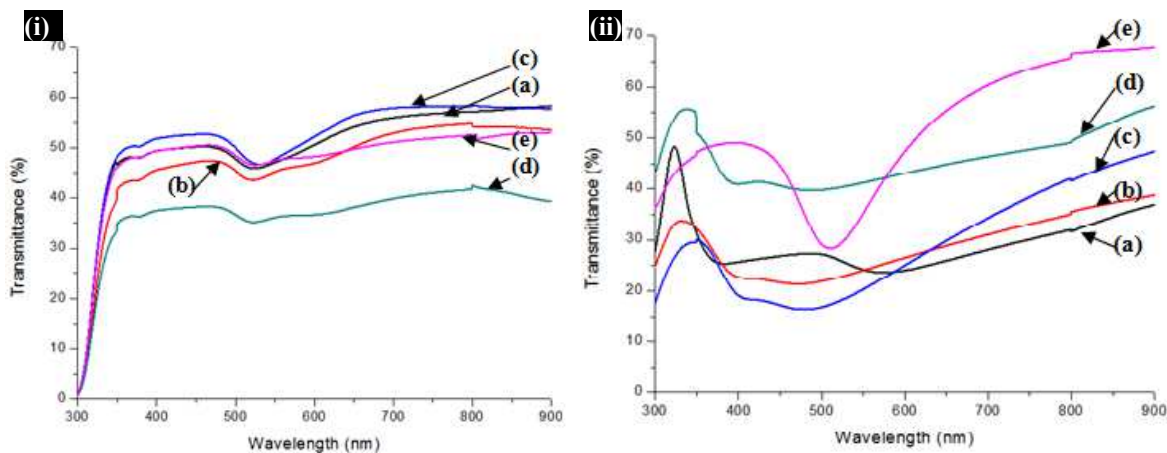 (i)
70
60
50
40
30
20
10
0
Transmittance (%)
300 400 500 600 700 800 900
Wavelength (nm)
(c)
(a)
(e)
(d)
(b)
(ii)
70
60
50
40
30
20
10
0
Transmittance (%)
300 400 500 600 700 800 900
Wavelength (nm)
(e)
(d)
(c)
(b)
(a)